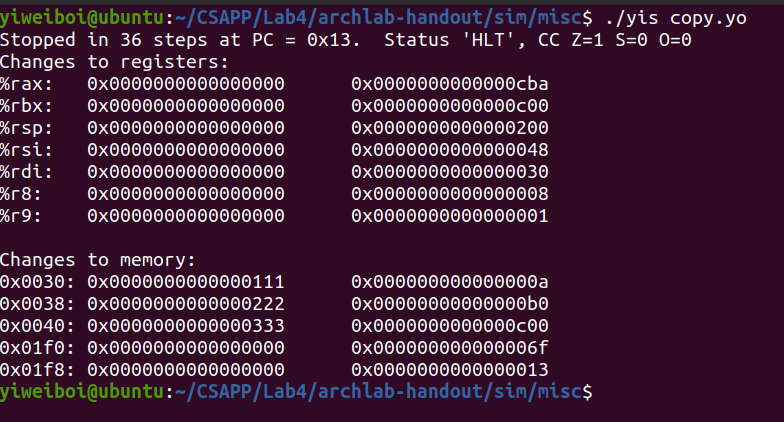 yiweiboi@ubuntu:~/CSAPP/Lab4/archlab-handout/sim/misc$ ./yis copy.yo
Stopped in 36 steps at PC = 0x13.  Status 'HLT', CC Z=1 S=0 O=0
Changes to registers:
%rax:   0x0000000000000000      0x0000000000000cba
%rbx:   0x0000000000000000      0x0000000000000c00
%rsp:   0x0000000000000000      0x0000000000000200
%rsi:   0x0000000000000000      0x0000000000000048
%rdi:   0x0000000000000000      0x0000000000000030
%r8:    0x0000000000000000      0x0000000000000008
%r9:    0x0000000000000000      0x0000000000000001

Changes to memory:
0x0030: 0x0000000000000111      0x000000000000000a
0x0038: 0x0000000000000222      0x00000000000000b0
0x0040: 0x0000000000000333      0x0000000000000c00
0x01f0: 0x0000000000000000      0x000000000000006f
0x01f8: 0x0000000000000000      0x0000000000000013
yiweiboi@ubuntu:~/CSAPP/Lab4/archlab-handout/sim/misc$